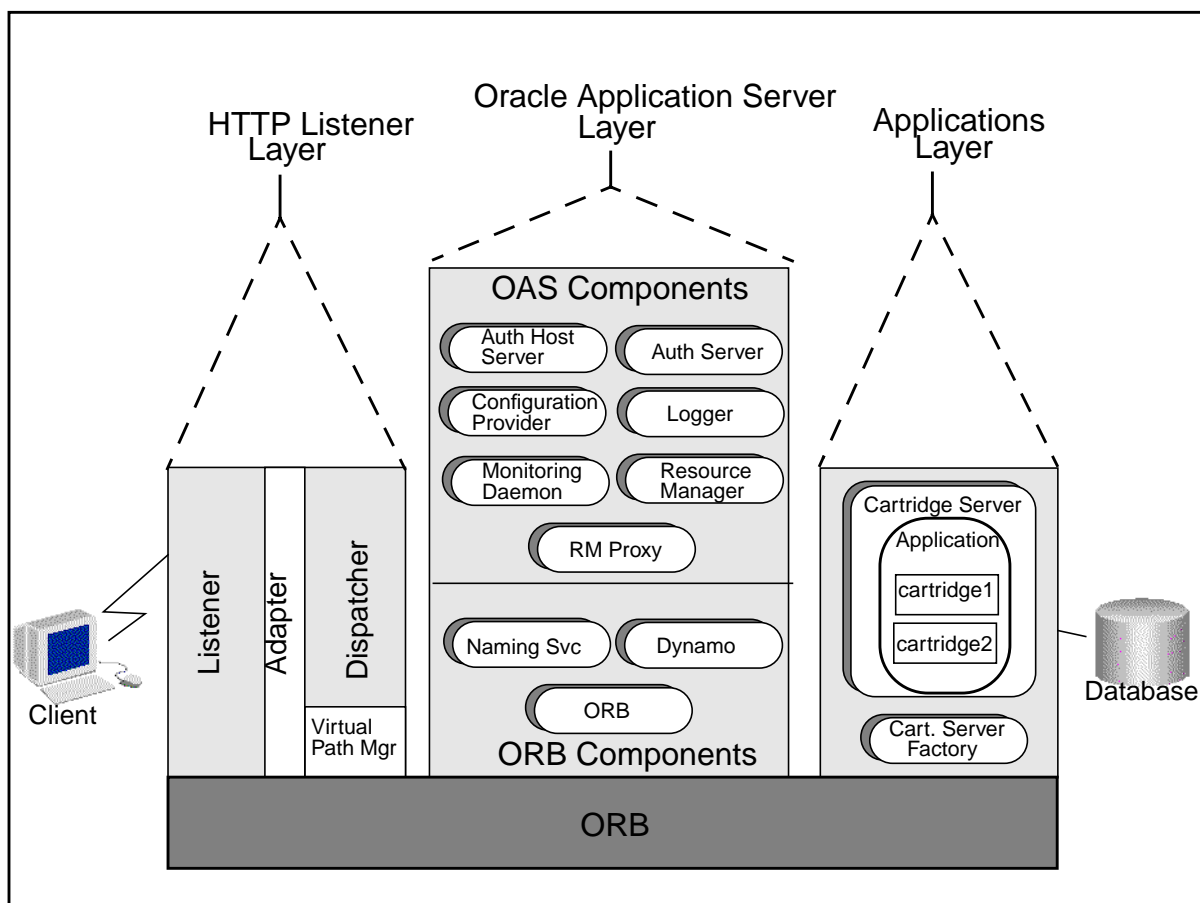 Oracle Application Server
Layer
HTTP Listener
Layer
Applications
Layer
OAS Components
Auth Host
Server
Auth Server
Configuration
Provider
Logger
Monitoring
Daemon
Resource
Manager
RM Proxy
Naming Svc
Dynamo
ORB
ORB Components
Listener
Adapter
Dispatcher
Virtual
Path Mgr
Cartridge Server
Application
cartridge1
cartridge2
Cart. Server
Factory
Client
Database
ORB